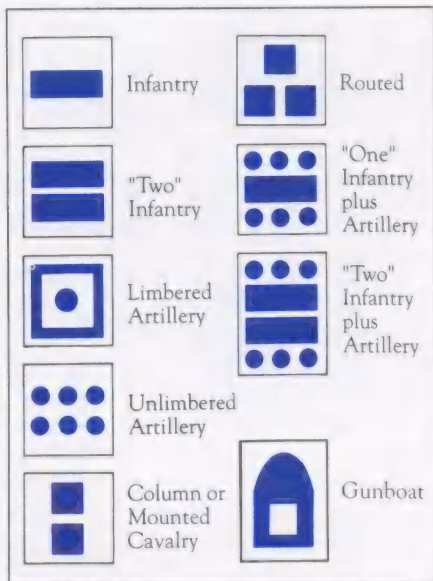 Infantry
"Two"
Infantry
Limbered
Artillery
Unlimbered
Artillery
Column or
Mounted
Cavalry
Routed
"One"
Infantry
plus
Artillery
"Two"
Infantry
plus
Artillery
Gunboat